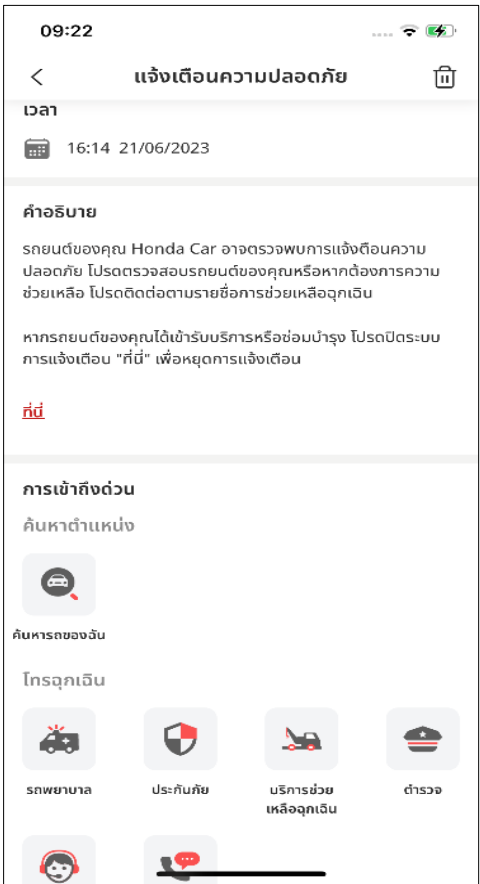 09:22
แจ้งเตือนความปลอดภัย
เวลา
16:14 21/06/2023
คำอธิบาย
รถยนต์ของคุณ Honda Car อาจตรวจพบการแจ้งตือนความ
ปลอดภัย โปรดตรวจสอบรถยนต์ของคุณหรือหากต้องการความ
ช่วยเหลือ โปรดติดต่อตามรายชื่อการช่วยเหลือฉุกเฉิน
หากรถยนต์ของคุณได้เข้ารับบริการหรือซ่อมบำรุง โปรดปิดระบบ
การแจ้งเตือน "ที่นี่" เพื่อหยุดการแจ้งเตือน
ที่นี่
การเข้าถึงด่วน
ค้นหาตำแหน่ง
ค้นหารถของฉัน
โทรฉุกเฉิน
รถพยาบาล ประกันภัย บริการช่วย ตำรวจ
เหลือฉุกเฉิน